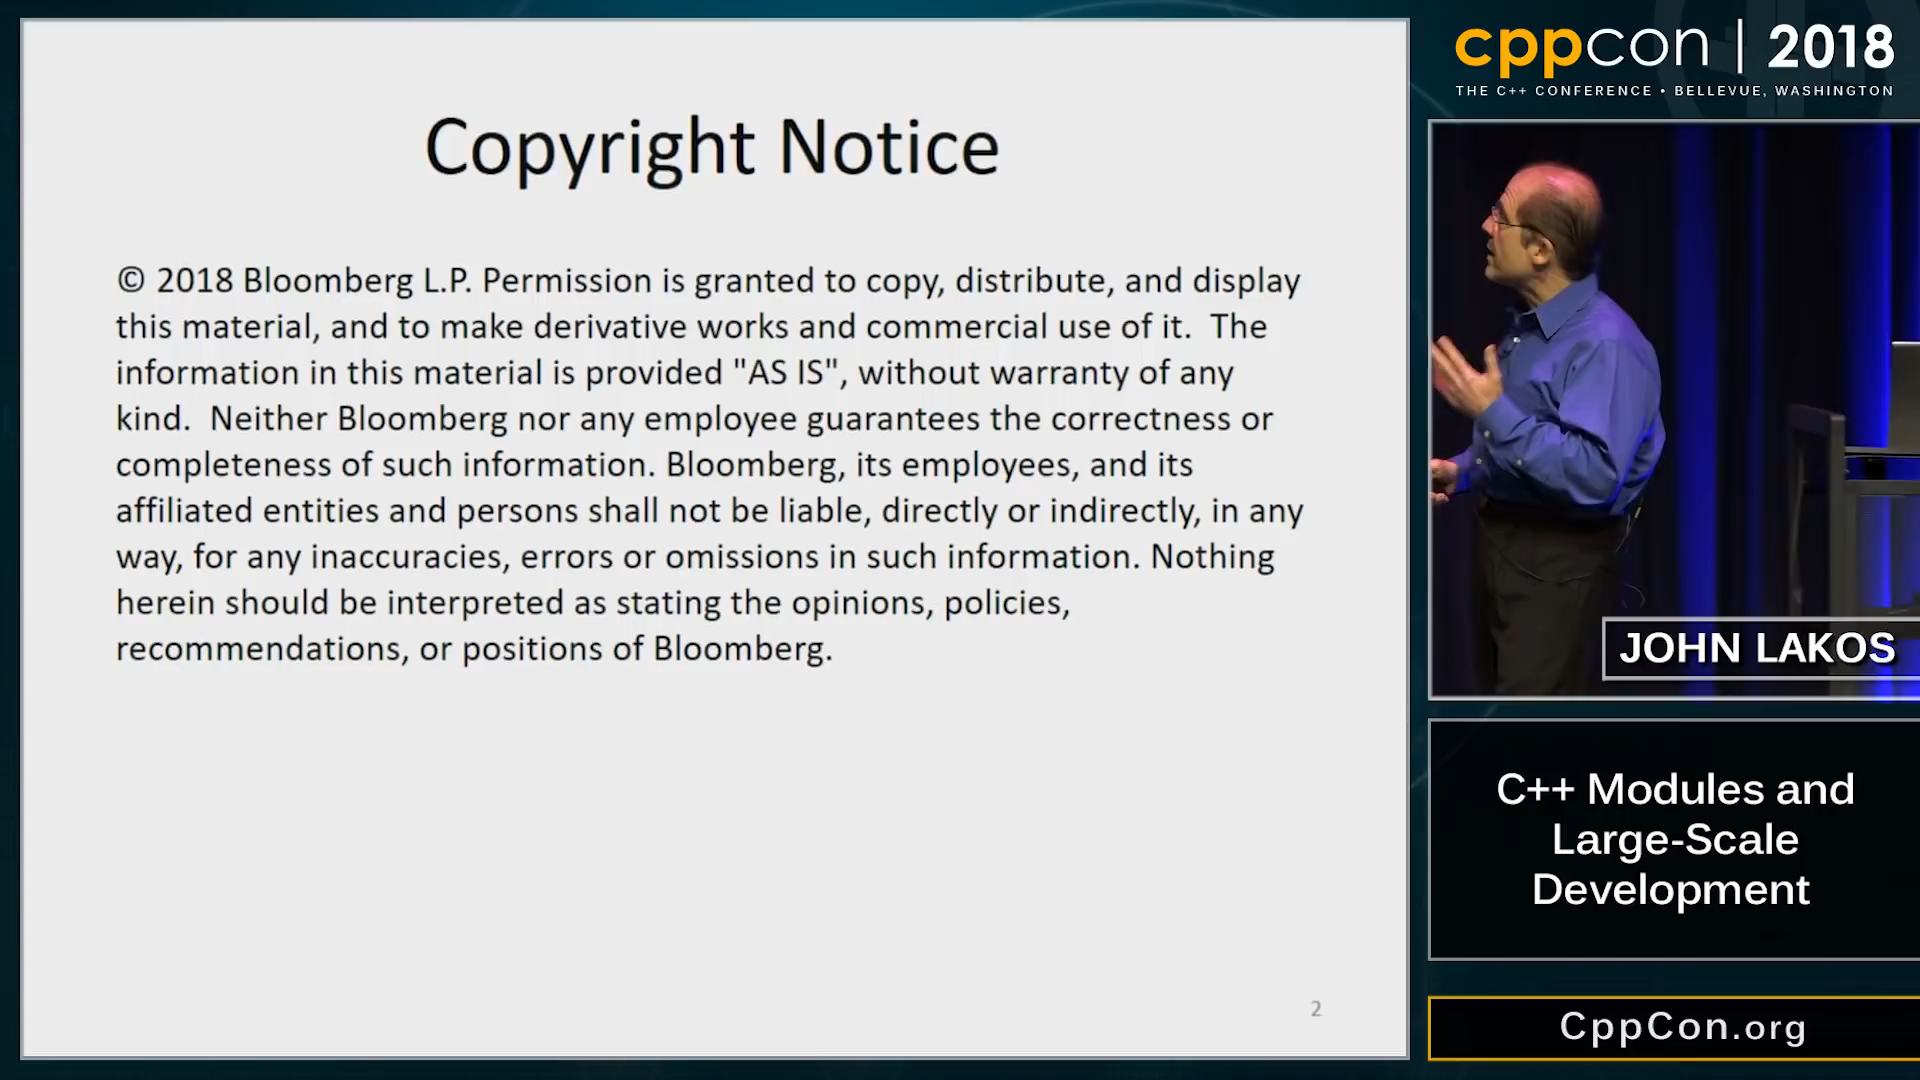 Copyright Notice
© 2018 Bloomberg L.P. Permission is granted to copy, distribute, and display
this material, and to make derivative works and commercial use of it.  The
information in this material is provided "AS IS", without warranty of any
kind.  Neither Bloomberg nor any employee guarantees the correctness or
completeness of such information. Bloomberg, its employees, and its
affiliated entities and persons shall not be liable, directly or indirectly, in any
way, for any inaccuracies, errors or omissions in such information. Nothing
herein should be interpreted as stating the opinions, policies,
recommendations, or positions of Bloomberg.
2
cppcon | 2018
THE C++ CONFERENCE • BELLEVUE, WASHINGTON
JOHN LAKOS
C++ Modules and
Large-Scale
Development
CppCon.org